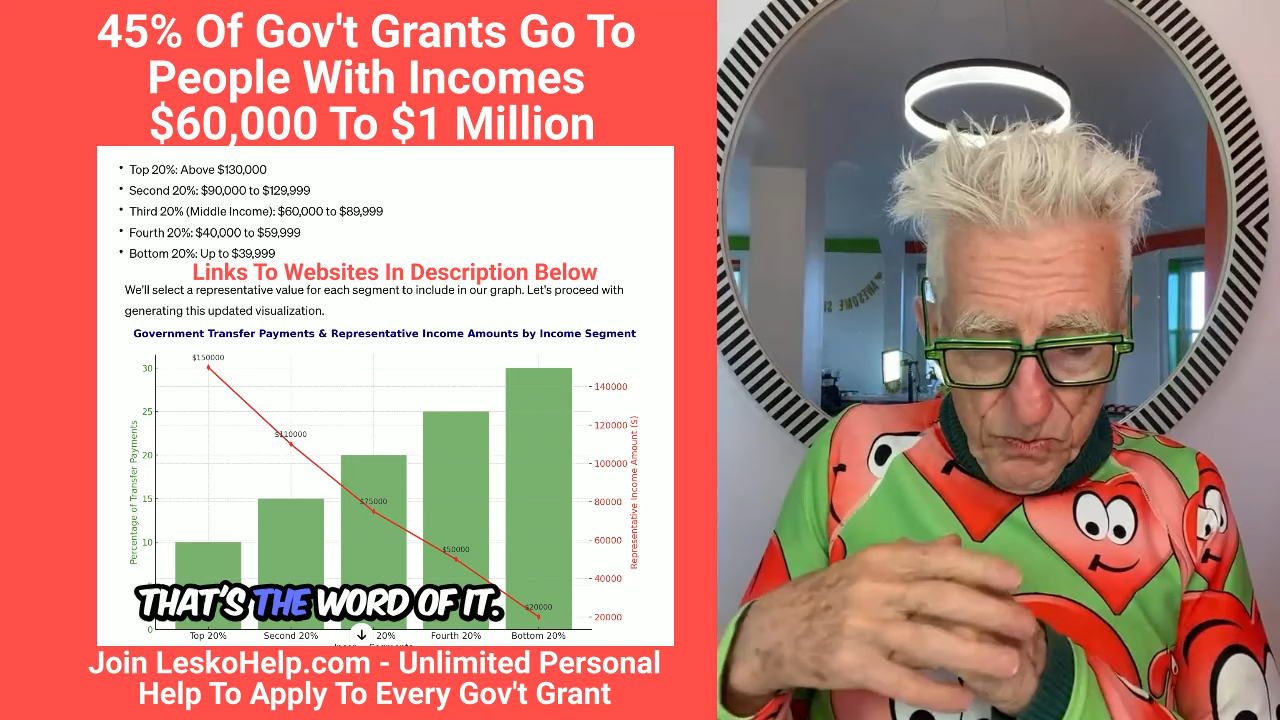 45% Of Gov't Grants Go To
People With Incomes
$60,000 To $1 Million
• Top 20%: Above $130,000
• Second 20%: $90,000 to $129,999
• Third 20% (Middle Income): $60,000 to $89,999
• Fourth 20%: $40,000 to $59,999
• Bottom 20%: Up to $39,999
Links To Websites In Description Below
We'll select a representative value for each segment to include in our graph. Let's proceed with
generating this updated visualization.
Government Transfer Payments & Representative Income Amounts by Income Segment
Percentage of Transfer Payments
30
25
20
15
10
0
$150000
$110000
$75000
$50000
$20000
140000
120000
100000
80000
60000
40000
20000
Representative Income Amount ($)
THAT'S THE WORD OF IT.
Top 20% Second 20% 20% Fourth 20% Bottom 20%
Join LeskoHelp.com - Unlimited Personal
Help To Apply To Every Gov't Grant
AWESOME